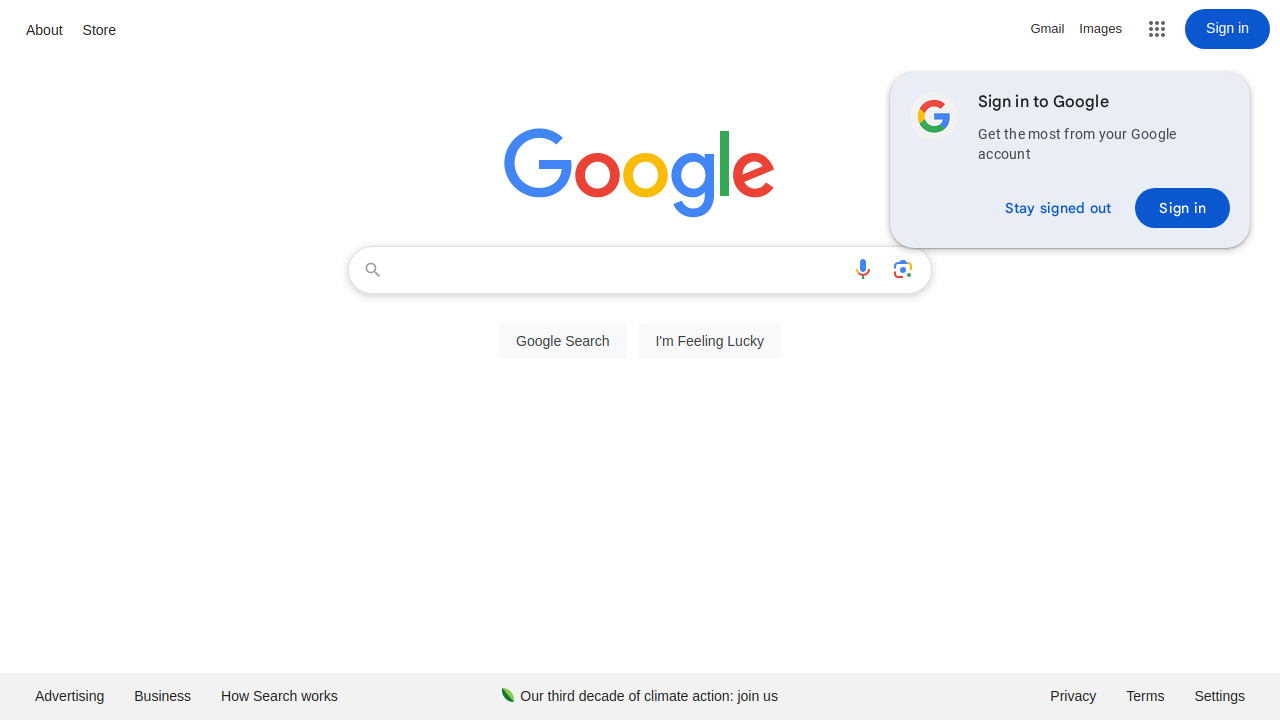 About Store
Gmail Images Sign in
Sign in to Google
Get the most from your Google
account
Stay signed out Sign in
Google
Google Search I'm Feeling Lucky
Advertising Business How Search works
Our third decade of climate action: join us
Privacy Terms Settings